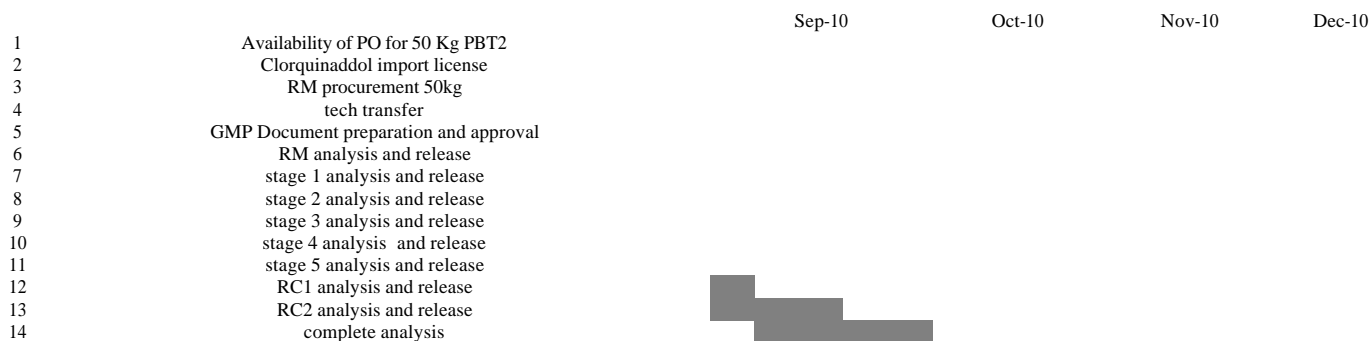 Sep-10 Oct-10 Nov-10 Dec-10
1 Availability of PO for 50 Kg PBT2
2 Clorquinaddol import license
3 RM procurement 50kg
4 tech transfer
5 GMP Document preparation and approval
6 RM analysis and release
7 stage 1 analysis and release
8 stage 2 analysis and release
9 stage 3 analysis and release
10 stage 4 analysis and release
11 stage 5 analysis and release
12 RC1 analysis and release
13 RC2 analysis and release
14 complete analysis